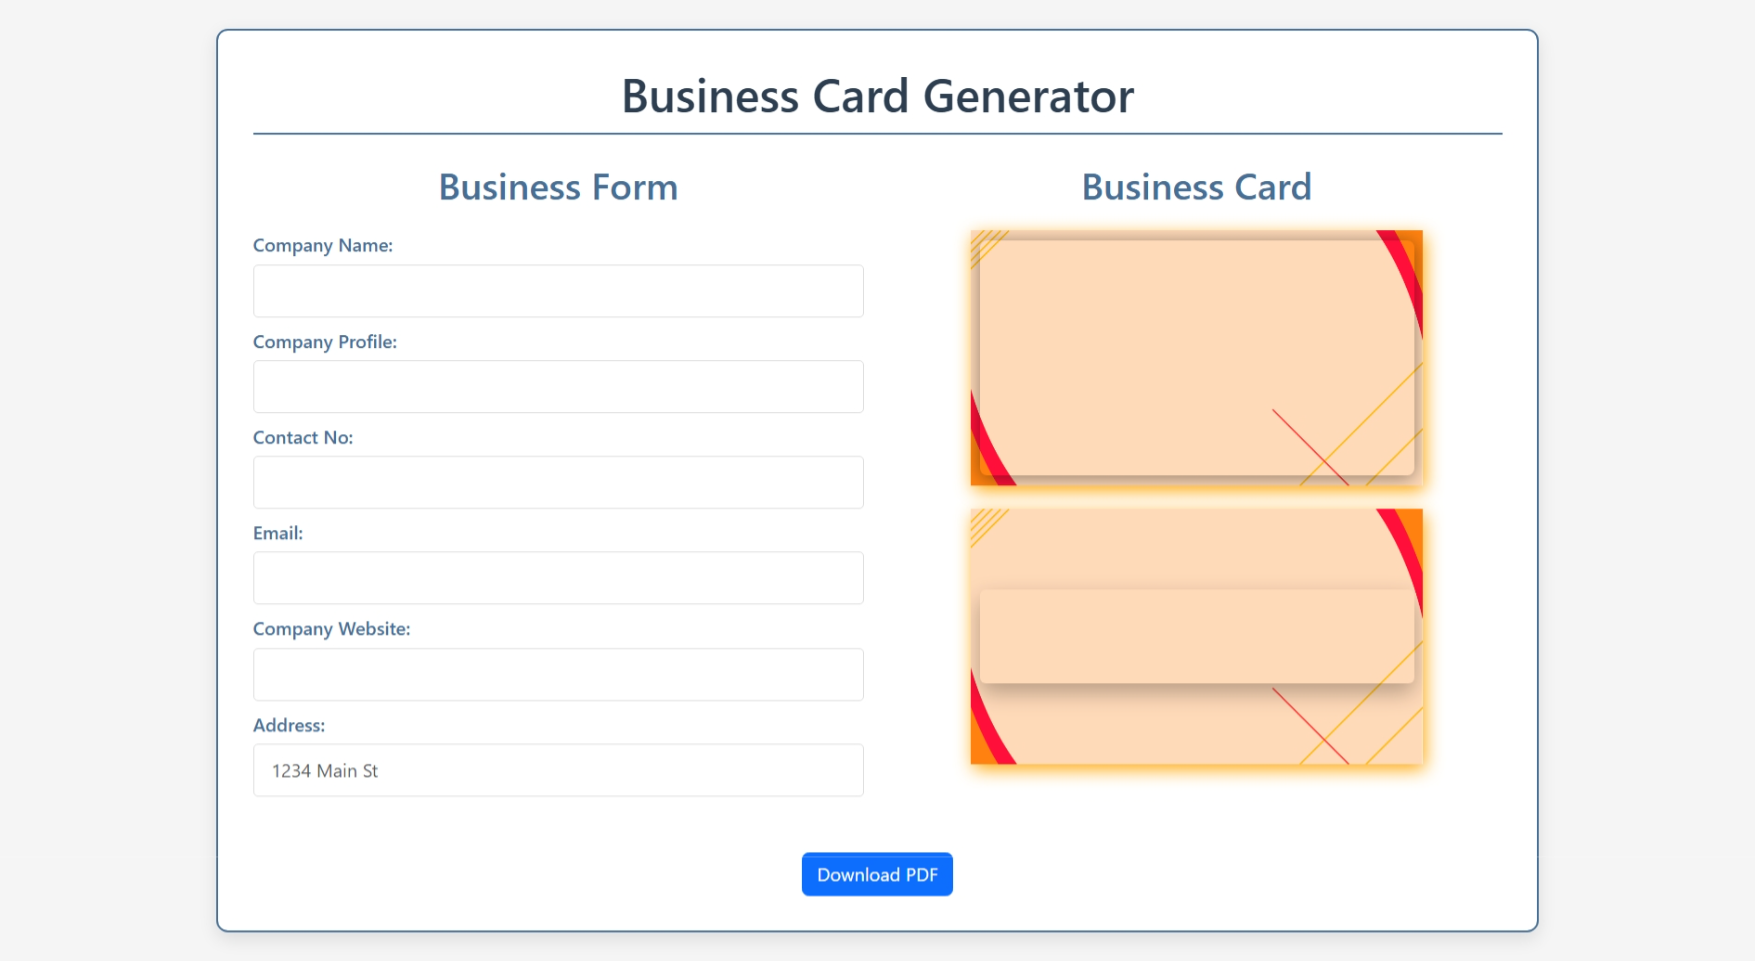 Business Card Generator
Business Form
Company Name:
Company Profile:
Contact No:
Email:
Company Website:
Address:
1234 Main St
Business Card
Download PDF